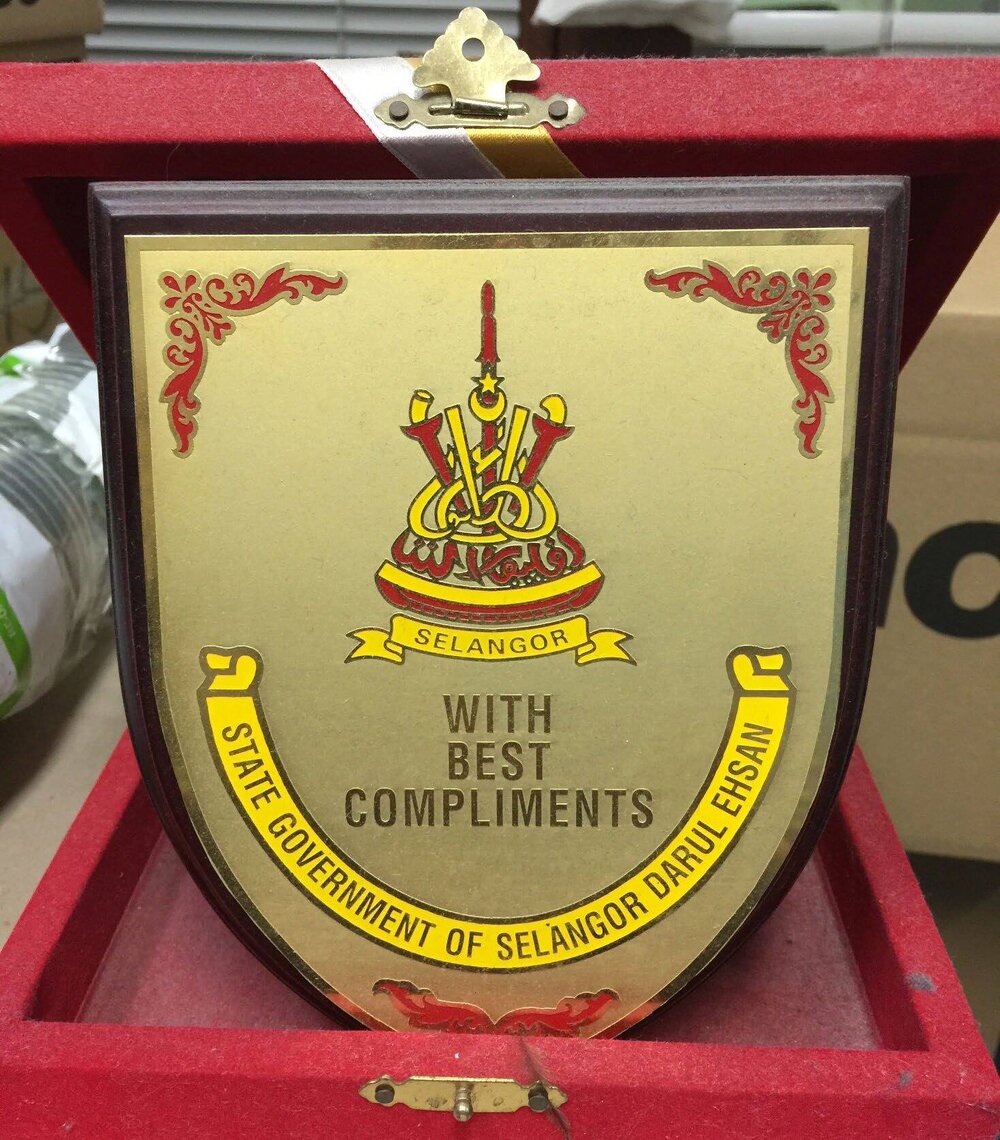 SELANGOR
WITH
BEST
COMPLIMENTS
STATE GOVERNMENT OF SELANGOR DARUL EHSAN